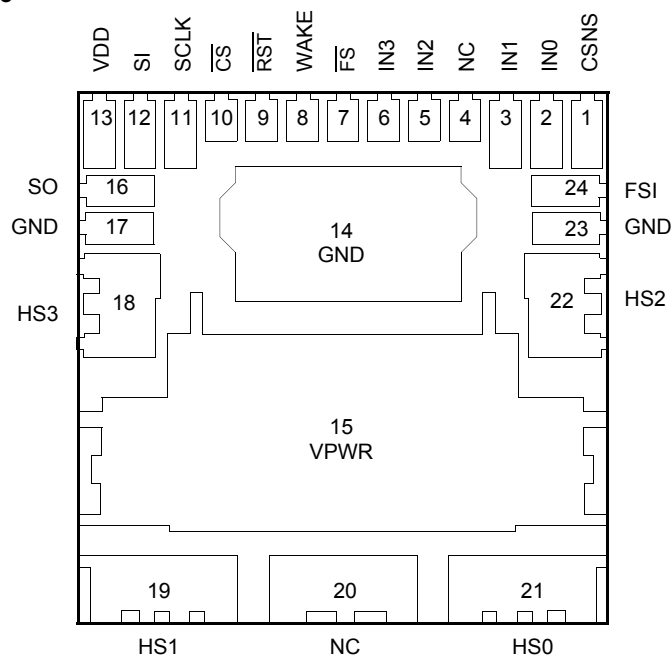 VDD SI SCLK CS RST WAKE FS IN3 IN2 NC IN1 IN0 CSNS
13 12 11 10 9 8 7 6 5 4 3 2 1
SO 16 24 FSI
GND 17 23 GND
14
GND
HS3 18 22 HS2
15
VPWR
19 20 21
HS1 NC HS0